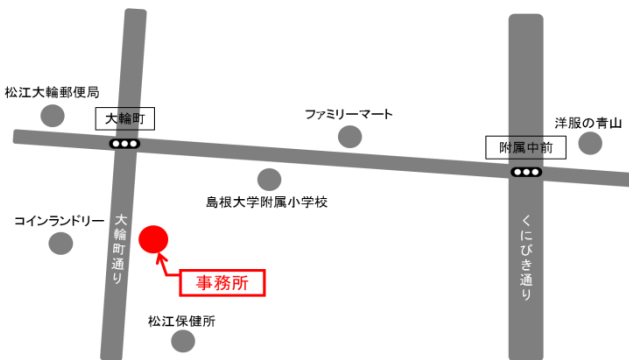 松江大輪郵便局
大輪町
ファミリーマート
洋服の青山
附属中前
島根大学附属小学校
コインランドリー
大輪町通り
くにびき通り
事務所
松江保健所